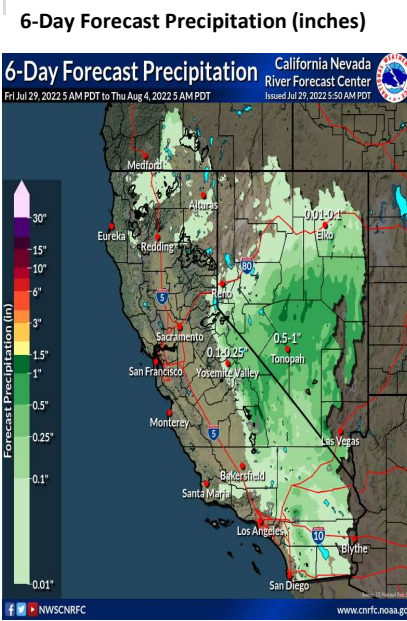 6-Day Forecast Precipitation (inches)
6-Day Forecast Precipitation
California Nevada
River Forecast Center
Fri Jul 29, 2022 5 AM PDT to Thu Aug 4, 2022 5 AM PDT
Issued Jul 29, 2022 5:50 AM PDT
Medford
Alturas
0.01-0.1"
Eureka
Redding
Elko
80
Reno
5
Sacramento
0.5-1"
0.1-0.25"
Tonopah
San Francisco
Yosemite Valley
Monterey
5
Las Vegas
Bakersfield
Santa Maria
Los Angeles
10
Blythe
San Diego
Forecast Precipitation (in)
30"
15"
10"
6"
3"
1.5"
1"
0.5"
0.25"
0.1"
0.01"
NWSCNRFC
www.cnrfc.noaa.gov